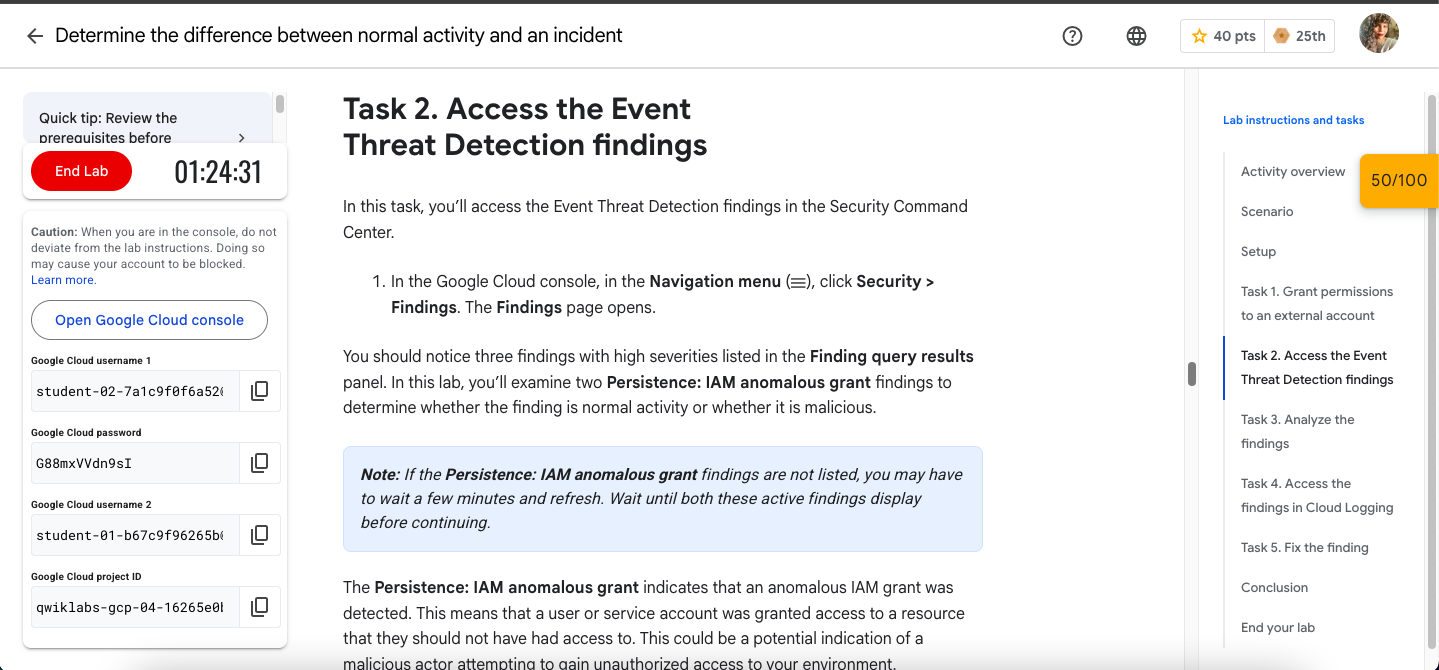 Determine the difference between normal activity and an incident
40 pts
25th
Quick tip: Review the
prerequisites before
End Lab
01:24:31
Caution: When you are in the console, do not
deviate from the lab instructions. Doing so
may cause your account to be blocked.
Learn more.
Open Google Cloud console
Google Cloud username 1
student-02-7a1c9f0f6a520
Google Cloud password
G88mxVVdn9sI
Google Cloud username 2
student-01-b67c9f96265b0
Google Cloud project ID
qwiklabs-gcp-04-16265e0b
Task 2. Access the Event
Threat Detection findings
In this task, you’ll access the Event Threat Detection findings in the Security Command
Center.
1. In the Google Cloud console, in the Navigation menu (), click Security >
Findings. The Findings page opens.
You should notice three findings with high severities listed in the Finding query results
panel. In this lab, you’ll examine two Persistence: IAM anomalous grant findings to
determine whether the finding is normal activity or whether it is malicious.
Note: If the Persistence: IAM anomalous grant findings are not listed, you may have
to wait a few minutes and refresh. Wait until both these active findings display
before continuing.
The Persistence: IAM anomalous grant indicates that an anomalous IAM grant was
detected. This means that a user or service account was granted access to a resource
that they should not have had access to. This could be a potential indication of a
malicious actor attempting to gain unauthorized access to your environment.
Lab instructions and tasks
Activity overview
50/100
Scenario
Setup
Task 1. Grant permissions
to an external account
Task 2. Access the Event
Threat Detection findings
Task 3. Analyze the
findings
Task 4. Access the
findings in Cloud Logging
Task 5. Fix the finding
Conclusion
End your lab